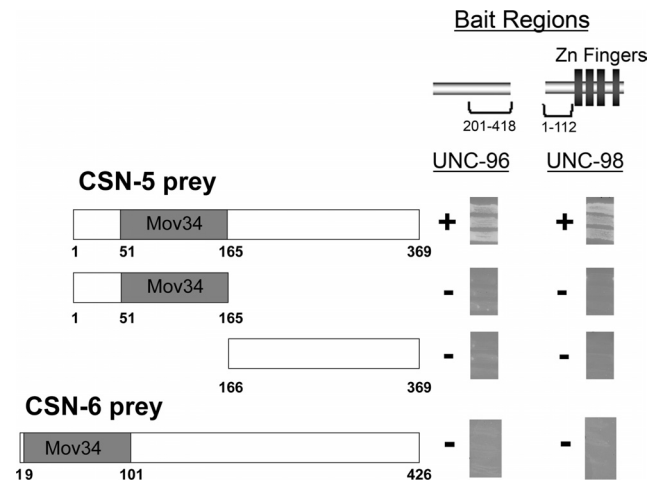 Bait Regions
Zn Fingers
201-418 1-112
UNC-96 UNC-98
CSN-5 prey
Mov34 + +
1 51 165 369
Mov34 - -
1 51 165
- -
166 369
CSN-6 prey
Mov34 - -
19 101 426